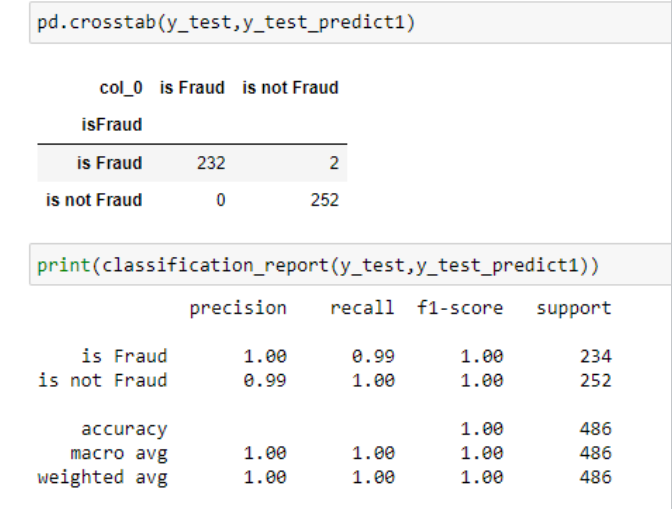 pd.crosstab(y_test,y_test_predict1)
col_0 is Fraud is not Fraud
isFraud
is Fraud 232 2
is not Fraud 0 252
print(classification_report(y_test,y_test_predict1))
precision recall f1-score support
is Fraud 1.00 0.99 1.00 234
is not Fraud 0.99 1.00 1.00 252
accuracy 1.00 486
macro avg 1.00 1.00 1.00 486
weighted avg 1.00 1.00 1.00 486